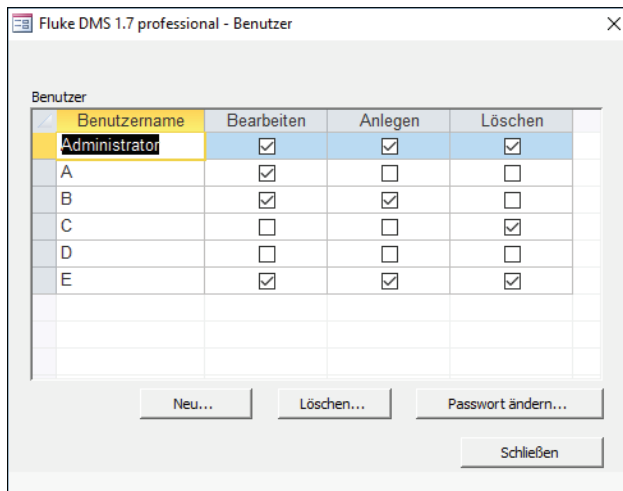 Fluke DMS 1.7 professional - Benutzer
Benutzer
Benutzername Bearbeiten Anlegen Löschen
Administrator
A
B
C
D
E
Neu... Löschen... Passwort ändern...
Schließen